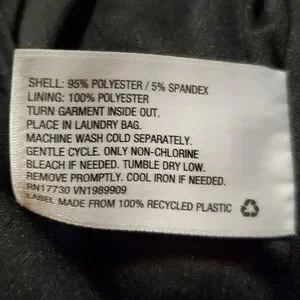 SHELL: 95% POLYESTER / 5% SPANDEX
LINING: 100% POLYESTER
TURN GARMENT INSIDE OUT.
PLACE IN LAUNDRY BAG.
MACHINE WASH COLD SEPARATELY.
GENTLE CYCLE. ONLY NON-CHLORINE
BLEACH IF NEEDED. TUMBLE DRY LOW.
REMOVE PROMPTLY. COOL IRON IF NEEDED.
RN17730 VN1989909
LABEL MADE FROM 100% RECYCLED PLASTIC